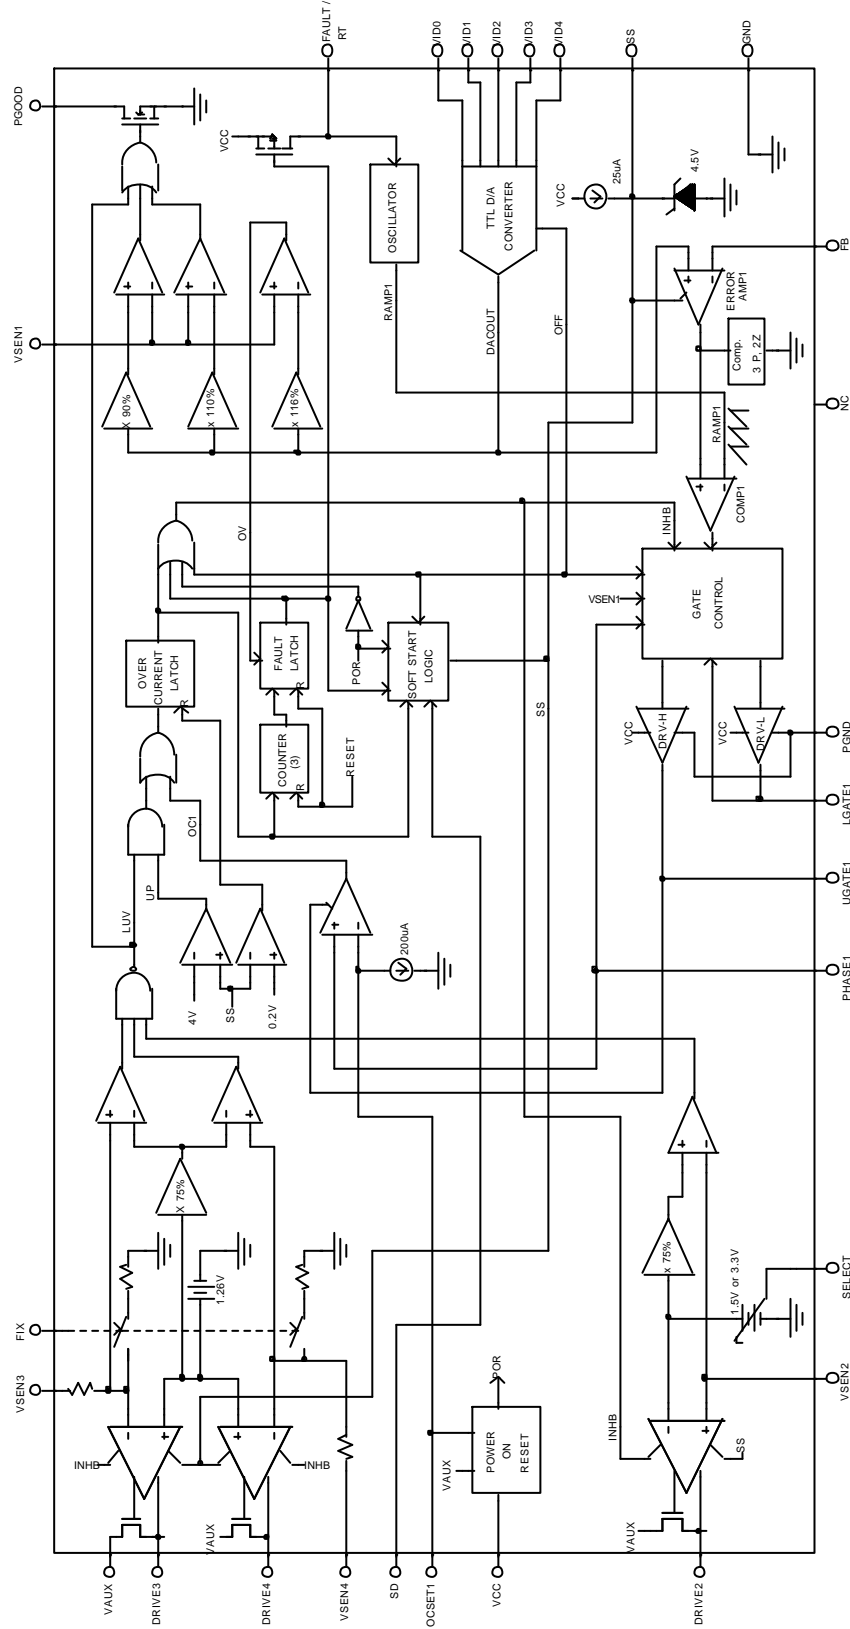 FAULT /
RT
VID0
VID1
VID2
VID3
VID4
SS
GND
PGOOD
VCC
OSCILLATOR
TTL D/A
CONVERTER
VCC
25uA
4.5V
FB
ERROR
AMP1
Comp.
3 P, 2Z
NC
VSEN1
RAMP1
DACOUT
OFF
RAMP1
X 90%
x 110%
x 116%
+
−
+
−
+
−
+
−
+
−
COMP1
INHB
OV
OVER
CURRENT
LATCH
R
FAULT
LATCH
R
COUNTER
(3)
R
RESET
POR
SOFT START
LOGIC
SS
VSEN1
GATE
CONTROL
VCC
DRV-H
VCC
DRV-L
PGND
LGATE1
UGATE1
PHASE1
OC1
UP
LUV
−
+
+
−
+
−
4V
SS
0.2V
200uA
+
−
−
+
X 75%
1.26V
FIX
VSEN3
−
+
+
−
INHB
INHB
VAUX
VAUX
DRIVE3
DRIVE4
VSEN4
SD
OCSET1
VCC
POR
VAUX
POWER
ON
RESET
−
+
x 75%
1.5V or 3.3V
SELECT
VSEN2
INHB
−
+
SS
VAUX
DRIVE2